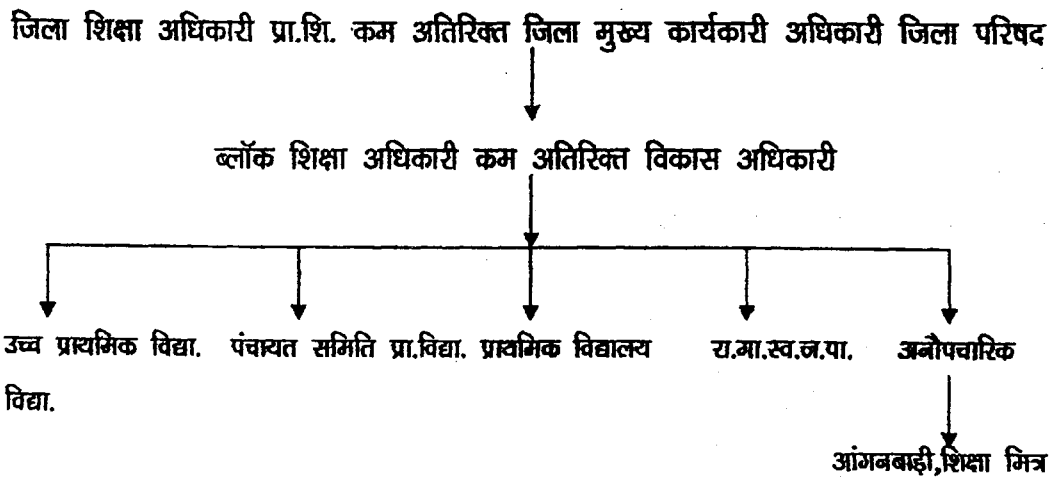 जिला शिक्षा अधिकारी प्रा.शि. कम अतिरिक्त जिला मुख्य कार्यकारी अधिकारी जिला परिषद
ब्लॉक शिक्षा अधिकारी कम अतिरिक्त विकास अधिकारी
उच्च प्राथमिक विद्या. पंचायत समिति प्रा.विद्या. प्राथमिक विद्यालय रा.मा.स्व.ज.पा. अनौपचारिक
विद्या.
आंगनबाड़ी,शिक्षा मित्र